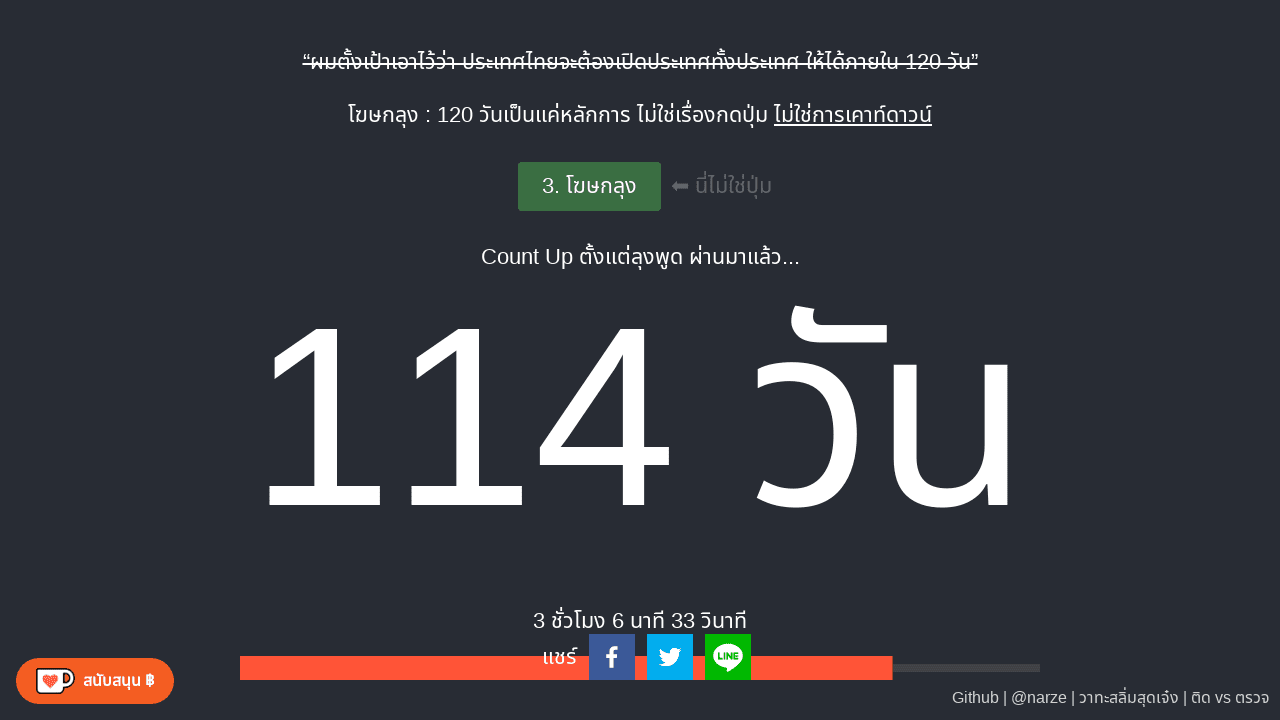 “ผมตั้งเป้าเอาไว้ว่า ประเทศไทยจะต้องเปิดประเทศทั้งประเทศ ให้ได้ภายใน 120 วัน”
โฆษกลุง : 120 วันเป็นแค่หลักการ ไม่ใช่เรื่องกดปุ่ม ไม่ใช่การเคาท์ดาวน์
3. โฆษกลุง ⬅ นี่ไม่ใช่ปุ่ม
Count Up ตั้งแต่ลุงพูด ผ่านมาแล้ว...
114 วัน
3 ชั่วโมง 6 นาที 33 วินาที
แชร์ LINE
สนับสนุน ฿
Github | @narze | วาทะสลิ่มสุดเจ๋ง | ติด vs ตรวจ